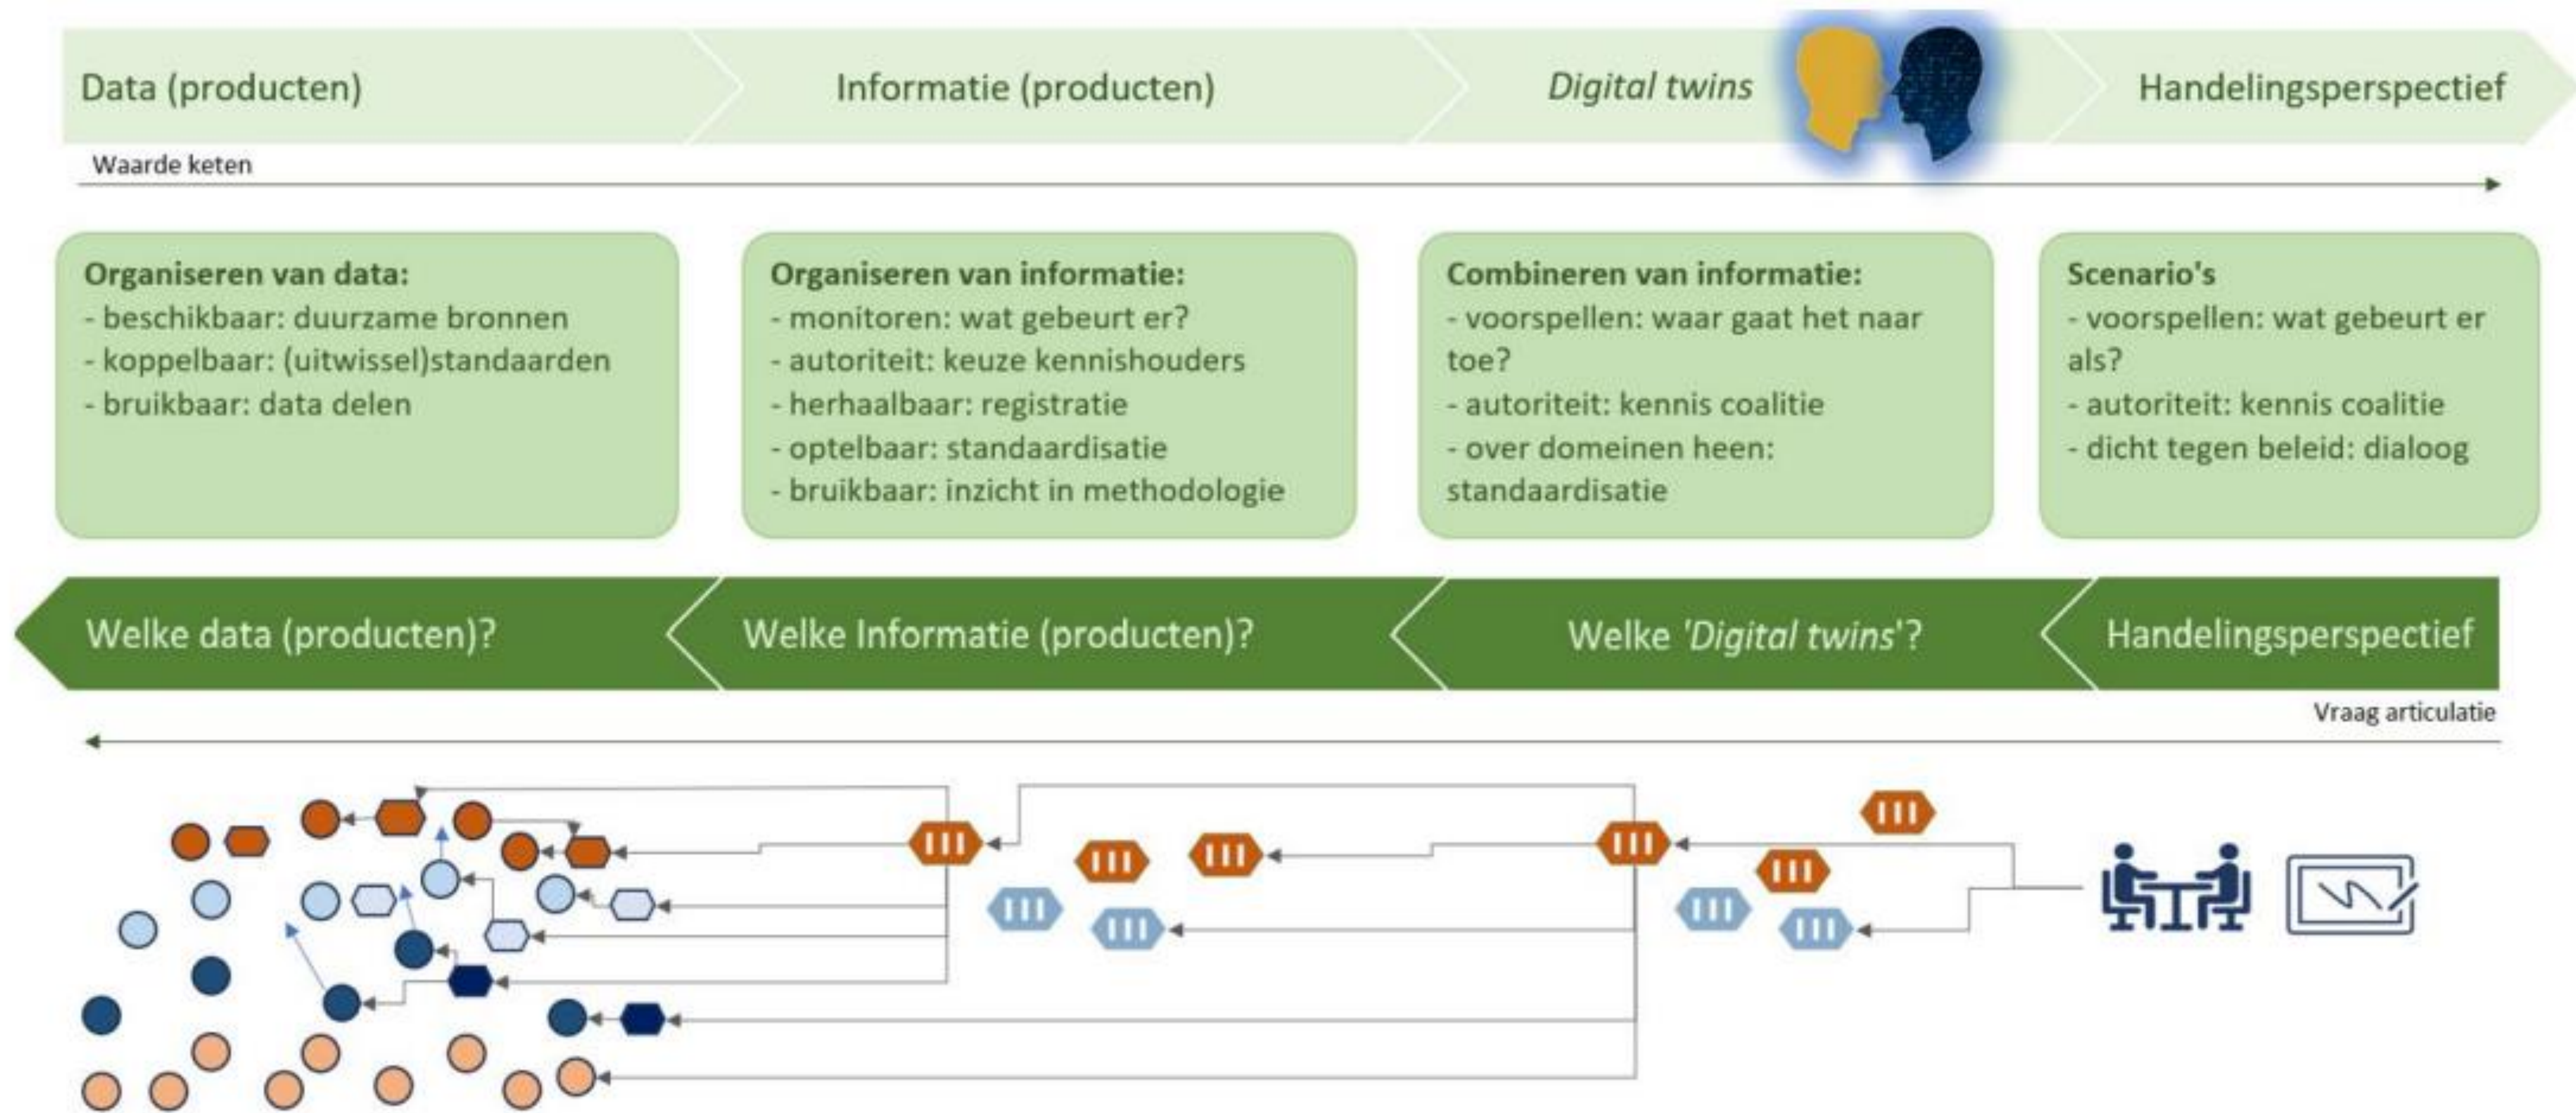 Data (producten)
Informatie (producten)
Digital twins
Handelingsperspectief
Waarde keten
Organiseren van data:
- beschikbaar: duurzame bronnen
- koppelbaar: (uitwissel)standaarden
- bruikbaar: data delen
Organiseren van informatie:
- monitoren: wat gebeurt er?
- autoriteit: keuze kennishouders
- herhaalbaar: registratie
- optelbaar: standaardisatie
- bruikbaar: inzicht in methodologie
Combineren van informatie:
- voorspellen: waar gaat het naar
toe?
- autoriteit: kennis coalitie
- over domeinen heen:
standaardisatie
Scenario's
- voorspellen: wat gebeurt er
als?
- autoriteit: kennis coalitie
- dicht tegen beleid: dialoog
Welke data (producten)?
Welke Informatie (producten)?
Welke 'Digital twins'?
Handelingsperspectief
Vraag articulatie